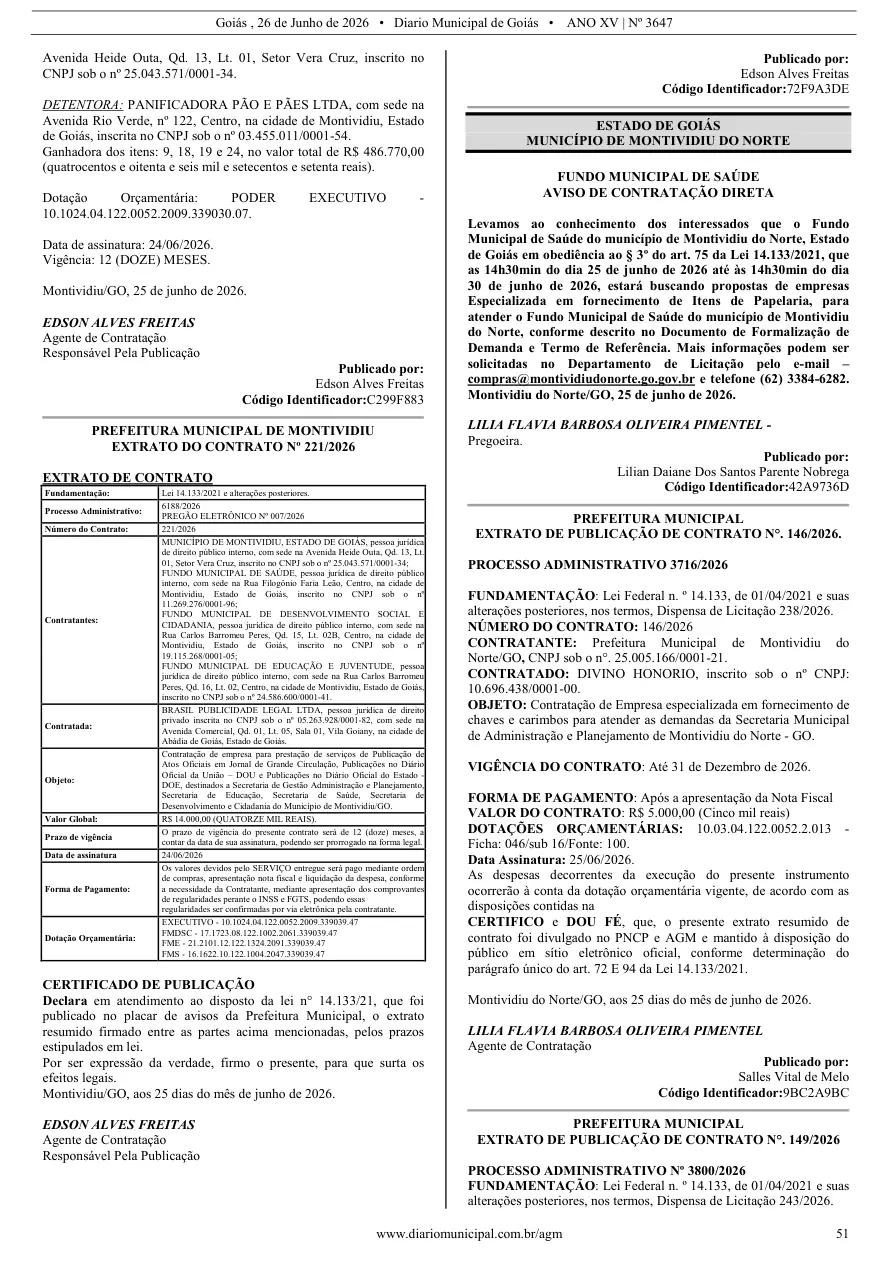 Goiás , 26 de Junho de 2026 • Diario Municipal de Goiás • ANO XV | Nº 3647
Avenida Heide Outa, Qd. 13, Lt. 01, Setor Vera Cruz, inscrito no
CNPJ sob o nº 25.043.571/0001-34.
DETENTORA: PANIFICADORA PÃO E PÃES LTDA, com sede na
Avenida Rio Verde, nº 122, Centro, na cidade de Montividiu, Estado
de Goiás, inscrita no CNPJ sob o nº 03.455.011/0001-54.
Ganhadora dos itens: 9, 18, 19 e 24, no valor total de R$ 486.770,00
(quatrocentos e oitenta e seis mil e setecentos e setenta reais).
Dotação Orçamentária: PODER EXECUTIVO -
10.1024.04.122.0052.2009.339030.07.
Data de assinatura: 24/06/2026.
Vigência: 12 (DOZE) MESES.
Montividiu/GO, 25 de junho de 2026.
EDSON ALVES FREITAS
Agente de Contratação
Responsável Pela Publicação
Publicado por:
Edson Alves Freitas
Código Identificador:C299F883
PREFEITURA MUNICIPAL DE MONTIVIDIU
EXTRATO DO CONTRATO Nº 221/2026
EXTRATO DE CONTRATO
Fundamentação: Lei 14.133/2021 e alterações posteriores.
Processo Administrativo: 6188/2026
PREGÃO ELETRÔNICO Nº 007/2026
Número do Contrato: 221/2026
Contratantes:
MUNICÍPIO DE MONTIVIDIU, ESTADO DE GOIÁS, pessoa jurídica
de direito público interno, com sede na Avenida Heide Outa, Qd. 13, Lt.
01, Setor Vera Cruz, inscrito no CNPJ sob o nº 25.043.571/0001-34;
FUNDO MUNICIPAL DE SAÚDE, pessoa jurídica de direito público
interno, com sede na Rua Filogônio Faria Leão, Centro, na cidade de
Montividiu, Estado de Goiás, inscrito no CNPJ sob o nº
11.269.276/0001-96;
FUNDO MUNICIPAL DE DESENVOLVIMENTO SOCIAL E
CIDADANIA, pessoa jurídica de direito público interno, com sede na
Rua Carlos Barromeu Peres, Qd. 15, Lt. 02B, Centro, na cidade de
Montividiu, Estado de Goiás, inscrito no CNPJ sob o nº
19.115.268/0001-05;
FUNDO MUNICIPAL DE EDUCAÇÃO E JUVENTUDE, pessoa
jurídica de direito público interno, com sede na Rua Carlos Barromeu
Peres, Qd. 16, Lt. 02, Centro, na cidade de Montividiu, Estado de Goiás,
inscrito no CNPJ sob o nº 24.586.600/0001-41.
Contratada:
BRASIL PUBLICIDADE LEGAL LTDA, pessoa jurídica de direito
privado inscrita no CNPJ sob o nº 05.263.928/0001-82, com sede na
Avenida Comercial, Qd. 01, Lt. 05, Sala 01, Vila Goiany, na cidade de
Abádia de Goiás, Estado de Goiás.
Objeto:
Contratação de empresa para prestação de serviços de Publicação de
Atos Oficiais em Jornal de Grande Circulação, Publicações no Diário
Oficial da União – DOU e Publicações no Diário Oficial do Estado -
DOE, destinados a Secretaria de Gestão Administração e Planejamento,
Secretaria de Educação, Secretaria de Saúde, Secretaria de
Desenvolvimento e Cidadania do Município de Montividiu/GO.
Valor Global: R$ 14.000,00 (QUATORZE MIL REAIS).
Prazo de vigência O prazo de vigência do presente contrato será de 12 (doze) meses, a
contar da data de sua assinatura, podendo ser prorrogado na forma legal.
Data de assinatura 24/06/2026
Forma de Pagamento:
Os valores devidos pelo SERVIÇO entregue será pago mediante ordem
de compras, apresentação nota fiscal e liquidação da despesa, conforme
a necessidade da Contratante, mediante apresentação dos comprovantes
de regularidades perante o INSS e FGTS, podendo essas
regularidades ser confirmadas por via eletrônica pela contratante.
Dotação Orçamentária:
EXECUTIVO - 10.1024.04.122.0052.2009.339039.47
FMDSC - 17.1723.08.122.1002.2061.339039.47
FME - 21.2101.12.122.1324.2091.339039.47
FMS - 16.1622.10.122.1004.2047.339039.47
CERTIFICADO DE PUBLICAÇÃO
Declara em atendimento ao disposto da lei n° 14.133/21, que foi
publicado no placar de avisos da Prefeitura Municipal, o extrato
resumido firmado entre as partes acima mencionadas, pelos prazos
estipulados em lei.
Por ser expressão da verdade, firmo o presente, para que surta os
efeitos legais.
Montividiu/GO, aos 25 dias do mês de junho de 2026.
EDSON ALVES FREITAS
Agente de Contratação
Responsável Pela Publicação
Publicado por:
Edson Alves Freitas
Código Identificador:72F9A3DE
ESTADO DE GOIÁS
MUNICÍPIO DE MONTIVIDIU DO NORTE
FUNDO MUNICIPAL DE SAÚDE
AVISO DE CONTRATAÇÃO DIRETA
Levamos ao conhecimento dos interessados que o Fundo
Municipal de Saúde do município de Montividiu do Norte, Estado
de Goiás em obediência ao § 3º do art. 75 da Lei 14.133/2021, que
as 14h30min do dia 25 de junho de 2026 até às 14h30min do dia
30 de junho de 2026, estará buscando propostas de empresas
Especializada em fornecimento de Itens de Papelaria, para
atender o Fundo Municipal de Saúde do município de Montividiu
do Norte, conforme descrito no Documento de Formalização de
Demanda e Termo de Referência. Mais informações podem ser
solicitadas no Departamento de Licitação pelo e-mail –
compras@montividiudonorte.go.gov.br e telefone (62) 3384-6282.
Montividiu do Norte/GO, 25 de junho de 2026.
LILIA FLAVIA BARBOSA OLIVEIRA PIMENTEL -
Pregoeira.
Publicado por:
Lilian Daiane Dos Santos Parente Nobrega
Código Identificador:42A9736D
PREFEITURA MUNICIPAL
EXTRATO DE PUBLICAÇÃO DE CONTRATO N°. 146/2026.
PROCESSO ADMINISTRATIVO 3716/2026
FUNDAMENTAÇÃO: Lei Federal n. º 14.133, de 01/04/2021 e suas
alterações posteriores, nos termos, Dispensa de Licitação 238/2026.
NÚMERO DO CONTRATO: 146/2026
CONTRATANTE: Prefeitura Municipal de Montividiu do
Norte/GO, CNPJ sob o n°. 25.005.166/0001-21.
CONTRATADO: DIVINO HONORIO, inscrito sob o nº CNPJ:
10.696.438/0001-00.
OBJETO: Contratação de Empresa especializada em fornecimento de
chaves e carimbos para atender as demandas da Secretaria Municipal
de Administração e Planejamento de Montividiu do Norte - GO.
VIGÊNCIA DO CONTRATO: Até 31 de Dezembro de 2026.
FORMA DE PAGAMENTO: Após a apresentação da Nota Fiscal
VALOR DO CONTRATO: R$ 5.000,00 (Cinco mil reais)
DOTAÇÕES ORÇAMENTÁRIAS: 10.03.04.122.0052.2.013 -
Ficha: 046/sub 16/Fonte: 100.
Data Assinatura: 25/06/2026.
As despesas decorrentes da execução do presente instrumento
ocorrerão à conta da dotação orçamentária vigente, de acordo com as
disposições contidas na
CERTIFICO e DOU FÉ, que, o presente extrato resumido de
contrato foi divulgado no PNCP e AGM e mantido à disposição do
público em sítio eletrônico oficial, conforme determinação do
parágrafo único do art. 72 E 94 da Lei 14.133/2021.
Montividiu do Norte/GO, aos 25 dias do mês de junho de 2026.
LILIA FLAVIA BARBOSA OLIVEIRA PIMENTEL
Agente de Contratação
Publicado por:
Salles Vital de Melo
Código Identificador:9BC2A9BC
PREFEITURA MUNICIPAL
EXTRATO DE PUBLICAÇÃO DE CONTRATO N°. 149/2026
PROCESSO ADMINISTRATIVO Nº 3800/2026
FUNDAMENTAÇÃO: Lei Federal n. º 14.133, de 01/04/2021 e suas
alterações posteriores, nos termos, Dispensa de Licitação 243/2026.
www.diariomunicipal.com.br/agm 51